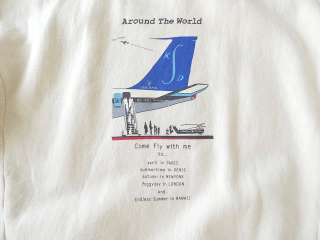 Around The World
K S D
Come fly with me
to...
april in PARIS
summertime in VENIS
autumn in NEWYORK
foggyday in LONDON
And
Endless Summer in HAWAII